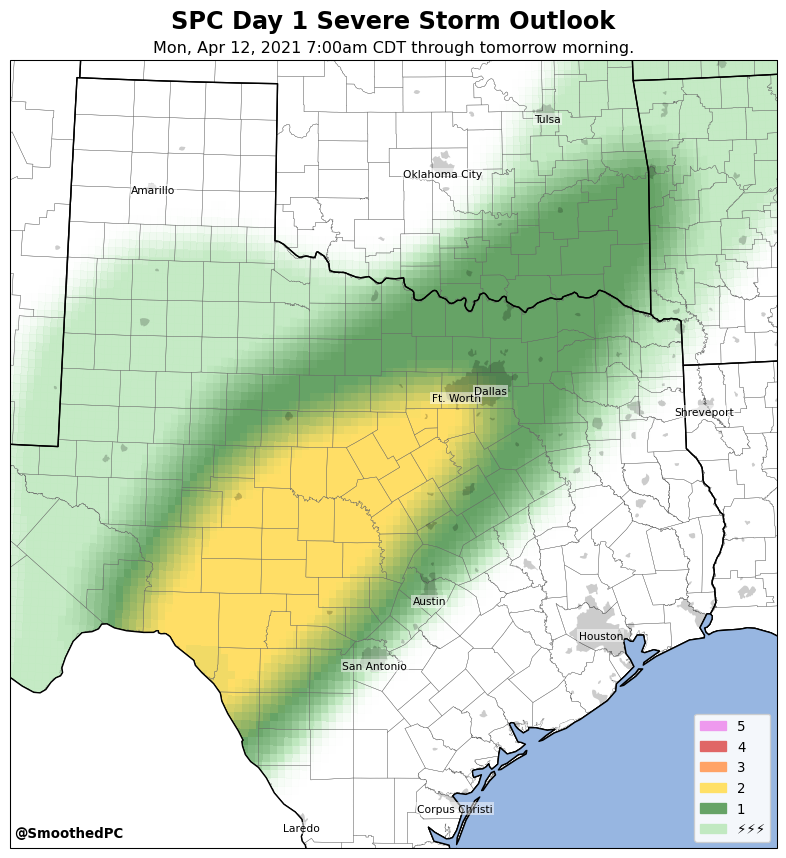 SPC Day 1 Severe Storm Outlook
Mon, Apr 12, 2021 7:00am CDT through tomorrow morning.
Tulsa
Oklahoma City
Amarillo
Dallas
Ft. Worth
Shreveport
Austin
Houston
San Antonio
Corpus Christi
Laredo
5
4
3
2
1
⚡⚡⚡
@SmoothedPC